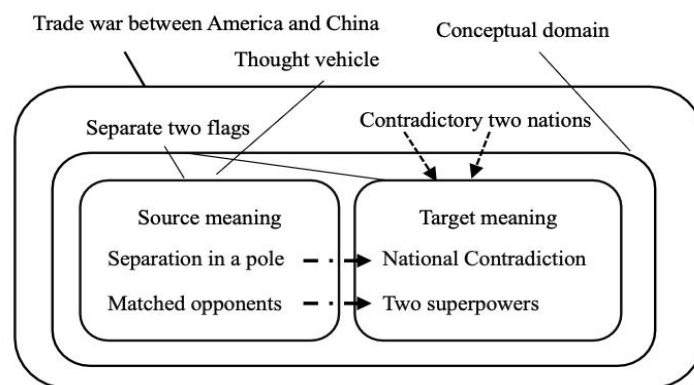 Trade war between America and China
Conceptual domain
Thought vehicle
Separate two flags
Contradictory two nations
Source meaning
Target meaning
Separation in a pole
National Contradiction
Matched opponents
Two superpowers